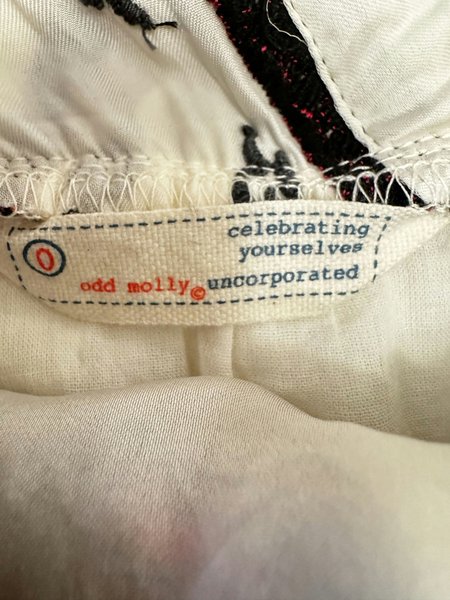 celebrating
yourselves
0
odd molly© uncorporated